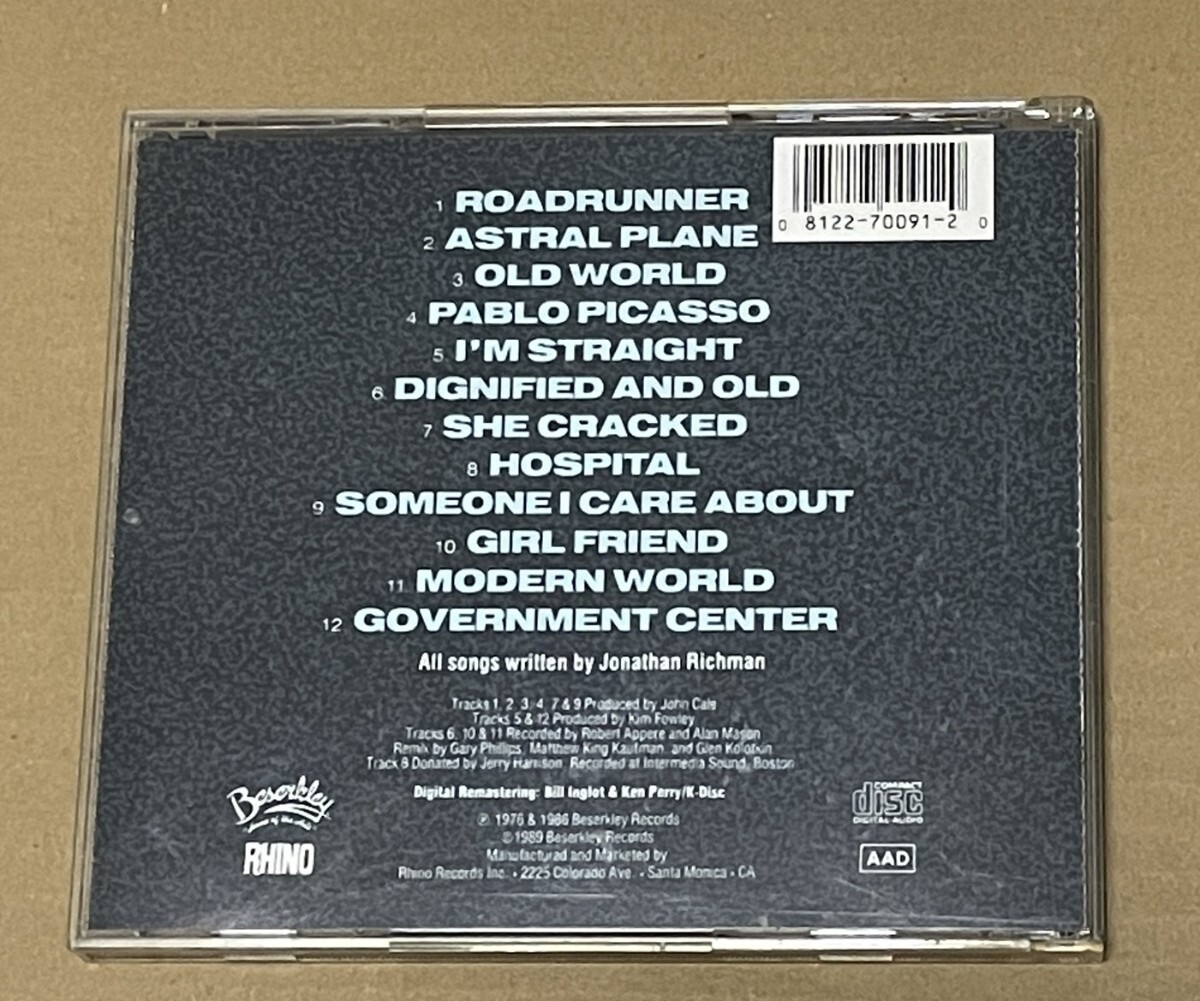 1 ROADRUNNER
2 ASTRAL PLANE
3 OLD WORLD
4 PABLO PICASSO
5 I'M STRAIGHT
6 DIGNIFIED AND OLD
7 SHE CRACKED
8 HOSPITAL
9 SOMEONE I CARE ABOUT
10 GIRL FRIEND
11 MODERN WORLD
12 GOVERNMENT CENTER
0 8122-70091-2 0
All songs written by Jonathan Richman
Tracks 1, 2, 3, 4, 7 & 9 Produced by John Cale
Tracks 5 & 12 Produced by Kim Fowley
Tracks 6, 10 & 11 Recorded by Robert Appere and Alan Mason
Remix by Gary Phillips, Matthew King Kaufman, and Glen Kolotkin
Track 8 Donated by Jerry Harrison, Recorded at Intermedia Sound, Boston
Digital Remastering: Bill Inglot & Ken Perry/K-Disc
℗ 1976 & 1986 Beserkley Records
© 1989 Beserkley Records
Manufactured and Marketed by
Rhino Records Inc. • 2225 Colorado Ave. • Santa Monica • CA
Beserkley
RHINO
COMPACT
disc
DIGITAL AUDIO
AAD